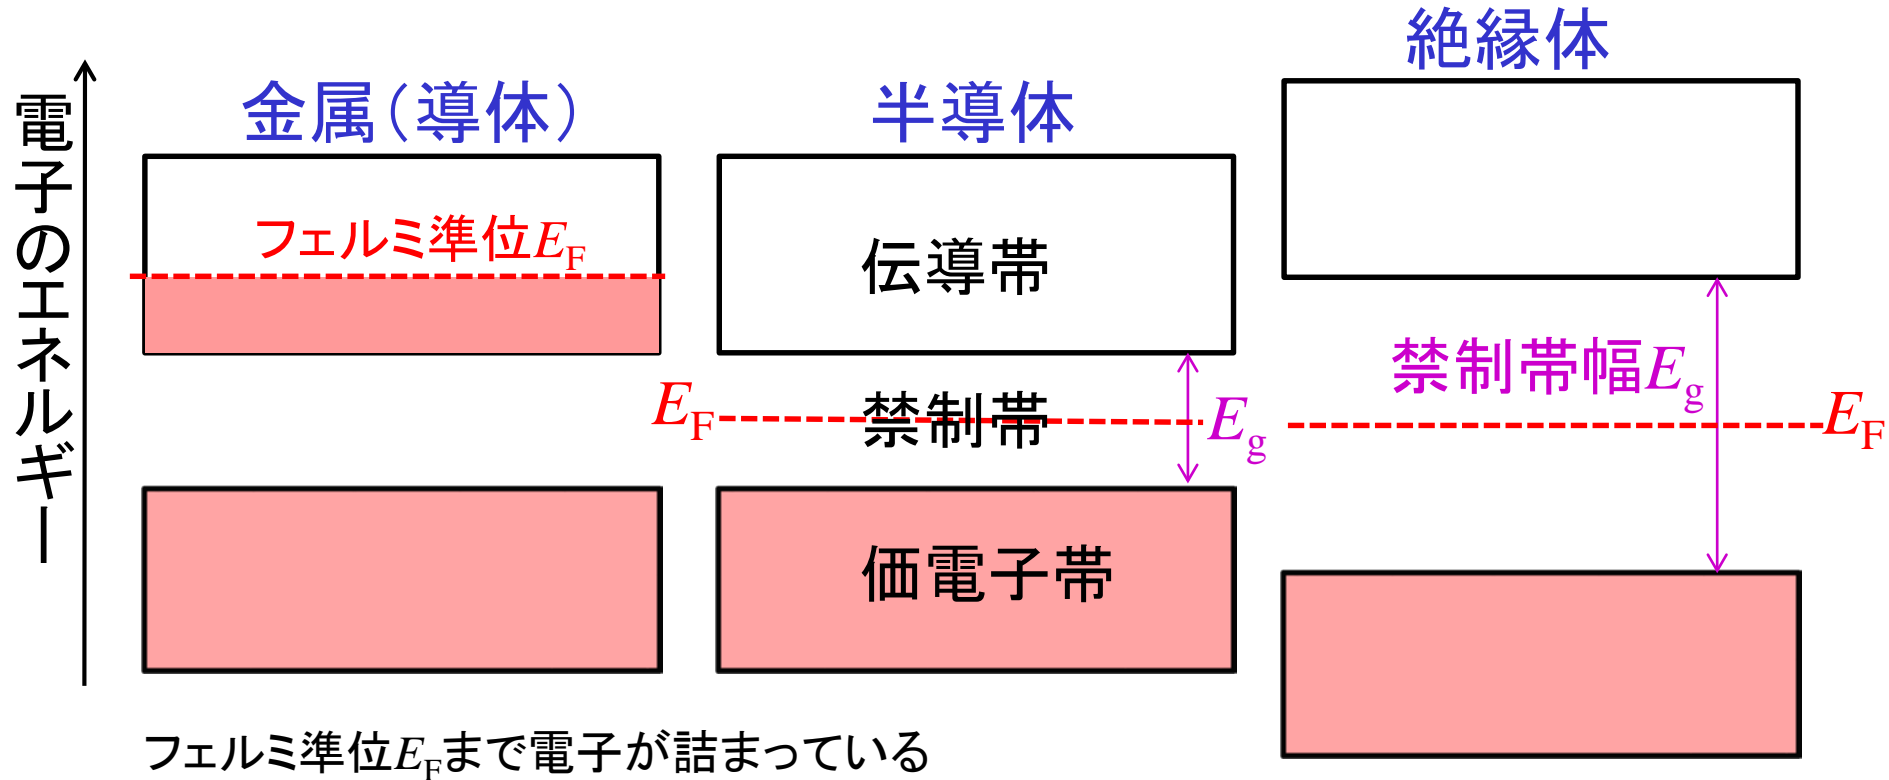 電子のエネルギー
金属(導体)
半導体
絶縁体
フェルミ準位EF
伝導帯
禁制帯
価電子帯
EF
Eg
禁制帯幅Eg
EF
フェルミ準位EFまで電子が詰まっている